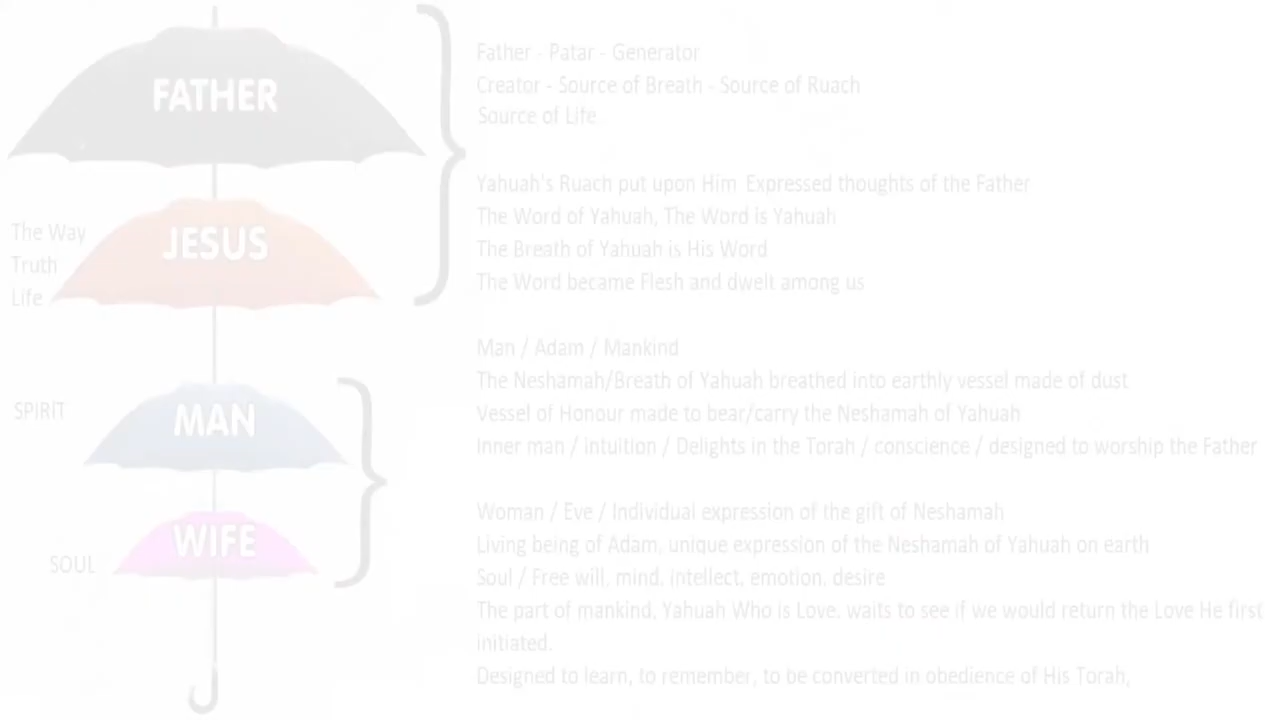 FATHER
Father - Patar - Generator
Creator - Source of Breath - Source of Ruach
Source of Life
The Way
Truth
Life
JESUS
Yahuah's Ruach put upon Him Expressed thoughts of the Father
The Word of Yahuah, The Word is Yahuah
The Breath of Yahuah is His Word
The Word became Flesh and dwelt among us
SPIRIT
MAN
Man / Adam / Mankind
The Neshamah/Breath of Yahuah breathed into earthly vessel made of dust
Vessel of Honour made to bear/carry the Neshamah of Yahuah
Inner man / Intuition / Delights in the Torah / conscience / designed to worship the Father
SOUL
WIFE
Woman / Eve / Individual expression of the gift of Neshamah
Living being of Adam, unique expression of the Neshamah of Yahuah on earth
Soul / Free will, mind, intellect, emotion, desire
The part of mankind, Yahuah Who is Love, waits to see if we would return the Love He first
initiated.
Designed to learn, to remember, to be converted in obedience of His Torah,